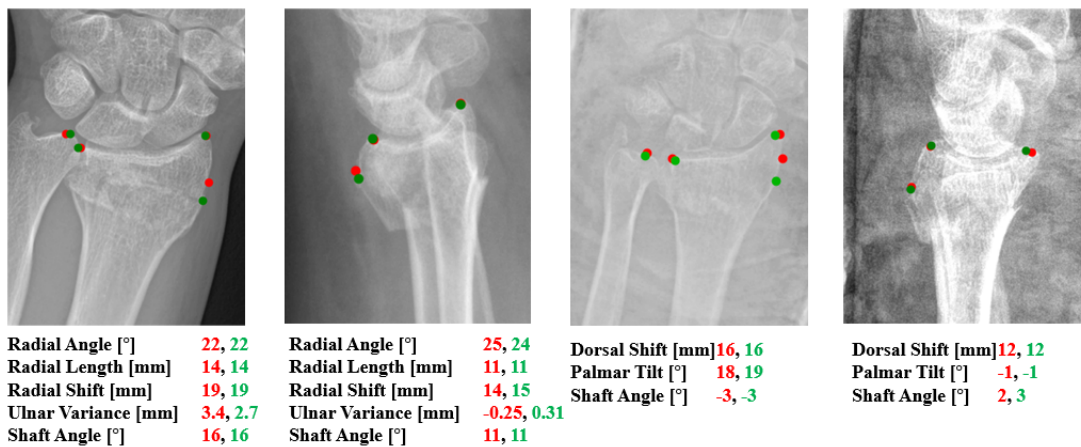 Radial Angle [°] 22, 22
Radial Length [mm] 14, 14
Radial Shift [mm] 19, 19
Ulnar Variance [mm] 3.4, 2.7
Shaft Angle [°] 16, 16
Radial Angle [°] 25, 24
Radial Length [mm] 11, 11
Radial Shift [mm] 14, 15
Ulnar Variance [mm] -0.25, 0.31
Shaft Angle [°] 11, 11
Dorsal Shift [mm] 16, 16
Palmar Tilt [°] 18, 19
Shaft Angle [°] -3, -3
Dorsal Shift [mm] 12, 12
Palmar Tilt [°] -1, -1
Shaft Angle [°] 2, 3